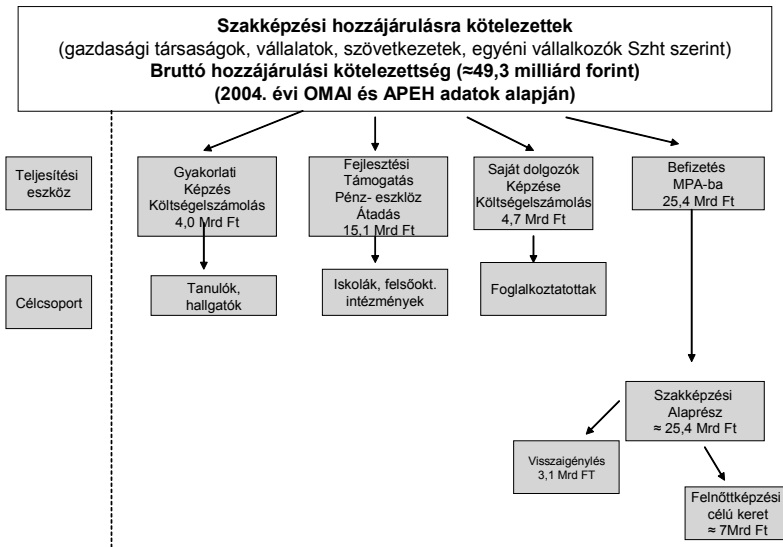 Szakképzési hozzájárulásra kötelezettek
(gazdasági társaságok, vállalatok, szövetkezetek, egyéni vállalkozók Szht szerint)
Bruttó hozzájárulási kötelezettség (≈49,3 milliárd forint)
(2004. évi OMAI és APEH adatok alapján)
Teljesítési
eszköz
Gyakorlati
Képzés
Költségelszámolás
4,0 Mrd Ft
Fejlesztési
Támogatás
Pénz- eszklöz
Átadás
15,1 Mrd Ft
Saját dolgozók
Képzése
Költségelszámolás
4,7 Mrd Ft
Befizetés
MPA-ba
25,4 Mrd Ft
Célcsoport
Tanulók,
hallgatók
Iskolák, felsőokt.
intézmények
Foglalkoztatottak
Szakképzési
Alaprész
≈ 25,4 Mrd Ft
Visszaigénylés
3,1 Mrd FT
Felnőttképzési
célú keret
≈ 7Mrd Ft